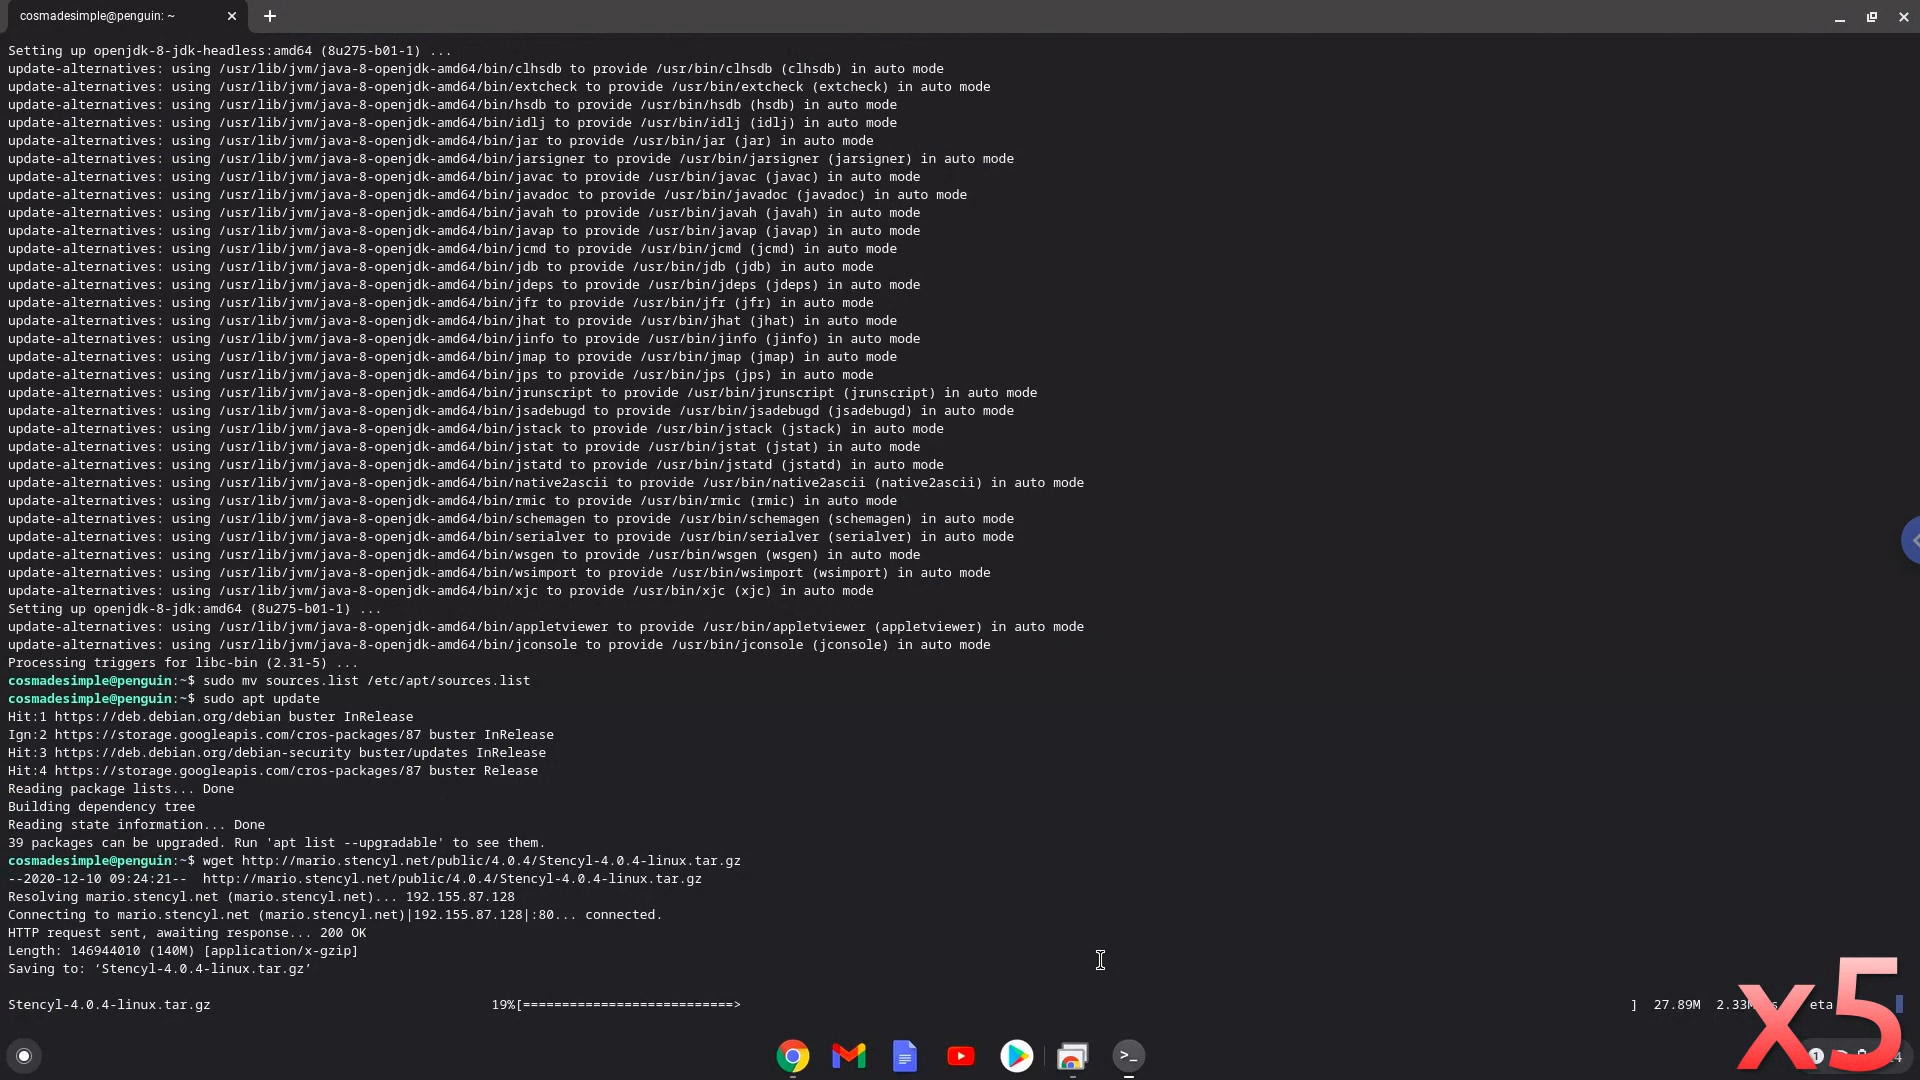 cosmadesimple@penguin: ~
Setting up openjdk-8-jdk-headless:amd64 (8u275-b01-1) ...
update-alternatives: using /usr/lib/jvm/java-8-openjdk-amd64/bin/clhsdb to provide /usr/bin/clhsdb (clhsdb) in auto mode
update-alternatives: using /usr/lib/jvm/java-8-openjdk-amd64/bin/extcheck to provide /usr/bin/extcheck (extcheck) in auto mode
update-alternatives: using /usr/lib/jvm/java-8-openjdk-amd64/bin/hsdb to provide /usr/bin/hsdb (hsdb) in auto mode
update-alternatives: using /usr/lib/jvm/java-8-openjdk-amd64/bin/idlj to provide /usr/bin/idlj (idlj) in auto mode
update-alternatives: using /usr/lib/jvm/java-8-openjdk-amd64/bin/jar to provide /usr/bin/jar (jar) in auto mode
update-alternatives: using /usr/lib/jvm/java-8-openjdk-amd64/bin/jarsigner to provide /usr/bin/jarsigner (jarsigner) in auto mode
update-alternatives: using /usr/lib/jvm/java-8-openjdk-amd64/bin/javac to provide /usr/bin/javac (javac) in auto mode
update-alternatives: using /usr/lib/jvm/java-8-openjdk-amd64/bin/javadoc to provide /usr/bin/javadoc (javadoc) in auto mode
update-alternatives: using /usr/lib/jvm/java-8-openjdk-amd64/bin/javah to provide /usr/bin/javah (javah) in auto mode
update-alternatives: using /usr/lib/jvm/java-8-openjdk-amd64/bin/javap to provide /usr/bin/javap (javap) in auto mode
update-alternatives: using /usr/lib/jvm/java-8-openjdk-amd64/bin/jcmd to provide /usr/bin/jcmd (jcmd) in auto mode
update-alternatives: using /usr/lib/jvm/java-8-openjdk-amd64/bin/jdb to provide /usr/bin/jdb (jdb) in auto mode
update-alternatives: using /usr/lib/jvm/java-8-openjdk-amd64/bin/jdeps to provide /usr/bin/jdeps (jdeps) in auto mode
update-alternatives: using /usr/lib/jvm/java-8-openjdk-amd64/bin/jfr to provide /usr/bin/jfr (jfr) in auto mode
update-alternatives: using /usr/lib/jvm/java-8-openjdk-amd64/bin/jhat to provide /usr/bin/jhat (jhat) in auto mode
update-alternatives: using /usr/lib/jvm/java-8-openjdk-amd64/bin/jinfo to provide /usr/bin/jinfo (jinfo) in auto mode
update-alternatives: using /usr/lib/jvm/java-8-openjdk-amd64/bin/jmap to provide /usr/bin/jmap (jmap) in auto mode
update-alternatives: using /usr/lib/jvm/java-8-openjdk-amd64/bin/jps to provide /usr/bin/jps (jps) in auto mode
update-alternatives: using /usr/lib/jvm/java-8-openjdk-amd64/bin/jrunscript to provide /usr/bin/jrunscript (jrunscript) in auto mode
update-alternatives: using /usr/lib/jvm/java-8-openjdk-amd64/bin/jsadebugd to provide /usr/bin/jsadebugd (jsadebugd) in auto mode
update-alternatives: using /usr/lib/jvm/java-8-openjdk-amd64/bin/jstack to provide /usr/bin/jstack (jstack) in auto mode
update-alternatives: using /usr/lib/jvm/java-8-openjdk-amd64/bin/jstat to provide /usr/bin/jstat (jstat) in auto mode
update-alternatives: using /usr/lib/jvm/java-8-openjdk-amd64/bin/jstatd to provide /usr/bin/jstatd (jstatd) in auto mode
update-alternatives: using /usr/lib/jvm/java-8-openjdk-amd64/bin/native2ascii to provide /usr/bin/native2ascii (native2ascii) in auto mode
update-alternatives: using /usr/lib/jvm/java-8-openjdk-amd64/bin/rmic to provide /usr/bin/rmic (rmic) in auto mode
update-alternatives: using /usr/lib/jvm/java-8-openjdk-amd64/bin/schemagen to provide /usr/bin/schemagen (schemagen) in auto mode
update-alternatives: using /usr/lib/jvm/java-8-openjdk-amd64/bin/serialver to provide /usr/bin/serialver (serialver) in auto mode
update-alternatives: using /usr/lib/jvm/java-8-openjdk-amd64/bin/wsgen to provide /usr/bin/wsgen (wsgen) in auto mode
update-alternatives: using /usr/lib/jvm/java-8-openjdk-amd64/bin/wsimport to provide /usr/bin/wsimport (wsimport) in auto mode
update-alternatives: using /usr/lib/jvm/java-8-openjdk-amd64/bin/xjc to provide /usr/bin/xjc (xjc) in auto mode
Setting up openjdk-8-jdk:amd64 (8u275-b01-1) ...
update-alternatives: using /usr/lib/jvm/java-8-openjdk-amd64/bin/appletviewer to provide /usr/bin/appletviewer (appletviewer) in auto mode
update-alternatives: using /usr/lib/jvm/java-8-openjdk-amd64/bin/jconsole to provide /usr/bin/jconsole (jconsole) in auto mode
Processing triggers for libc-bin (2.31-5) ...
cosmadesimple@penguin:~$ sudo mv sources.list /etc/apt/sources.list
cosmadesimple@penguin:~$ sudo apt update
Hit:1 https://deb.debian.org/debian buster InRelease
Ign:2 https://storage.googleapis.com/cros-packages/87 buster InRelease
Hit:3 https://deb.debian.org/debian-security buster/updates InRelease
Hit:4 https://storage.googleapis.com/cros-packages/87 buster Release
Reading package lists... Done
Building dependency tree
Reading state information... Done
39 packages can be upgraded. Run 'apt list --upgradable' to see them.
cosmadesimple@penguin:~$ wget http://mario.stencyl.net/public/4.0.4/Stencyl-4.0.4-linux.tar.gz
--2020-12-10 09:24:21--  http://mario.stencyl.net/public/4.0.4/Stencyl-4.0.4-linux.tar.gz
Resolving mario.stencyl.net (mario.stencyl.net)... 192.155.87.128
Connecting to mario.stencyl.net (mario.stencyl.net)|192.155.87.128|:80... connected.
HTTP request sent, awaiting response... 200 OK
Length: 146944010 (140M) [application/x-gzip]
Saving to: ‘Stencyl-4.0.4-linux.tar.gz’
Stencyl-4.0.4-linux.tar.gz 19%[===========================> ] 27.89M eta
x5
1